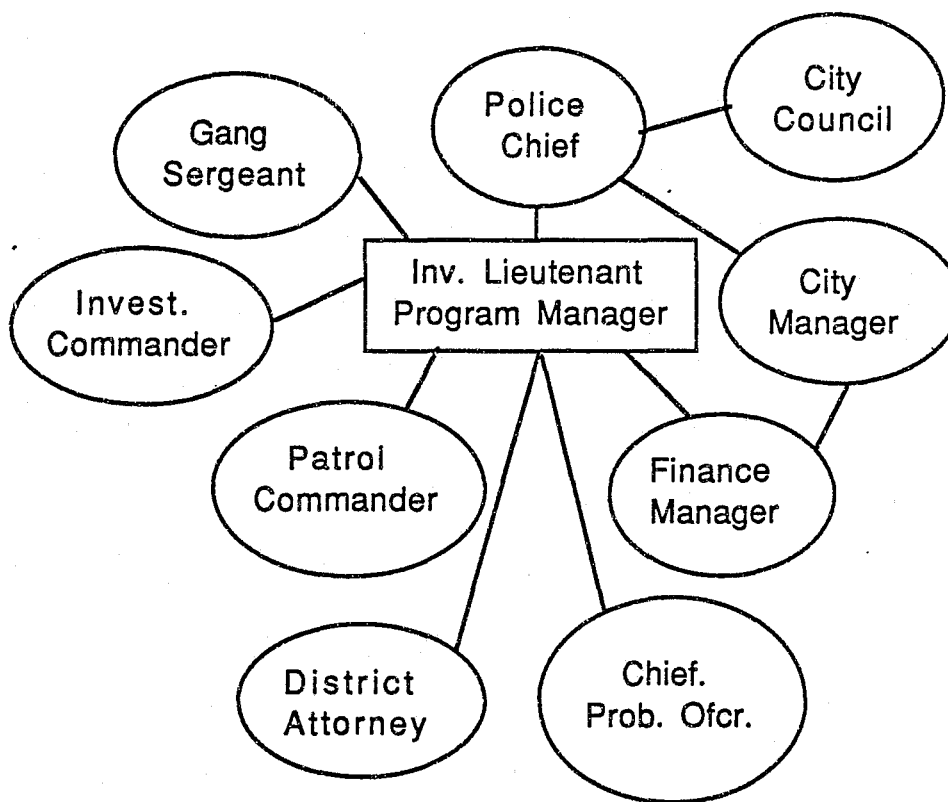 City
Council
Police
Chief
Gang
Sergeant
Inv. Lieutenant
Program Manager
City
Manager
Invest.
Commander
Patrol
Commander
Finance
Manager
District
Attorney
Chief.
Prob. Ofcr.